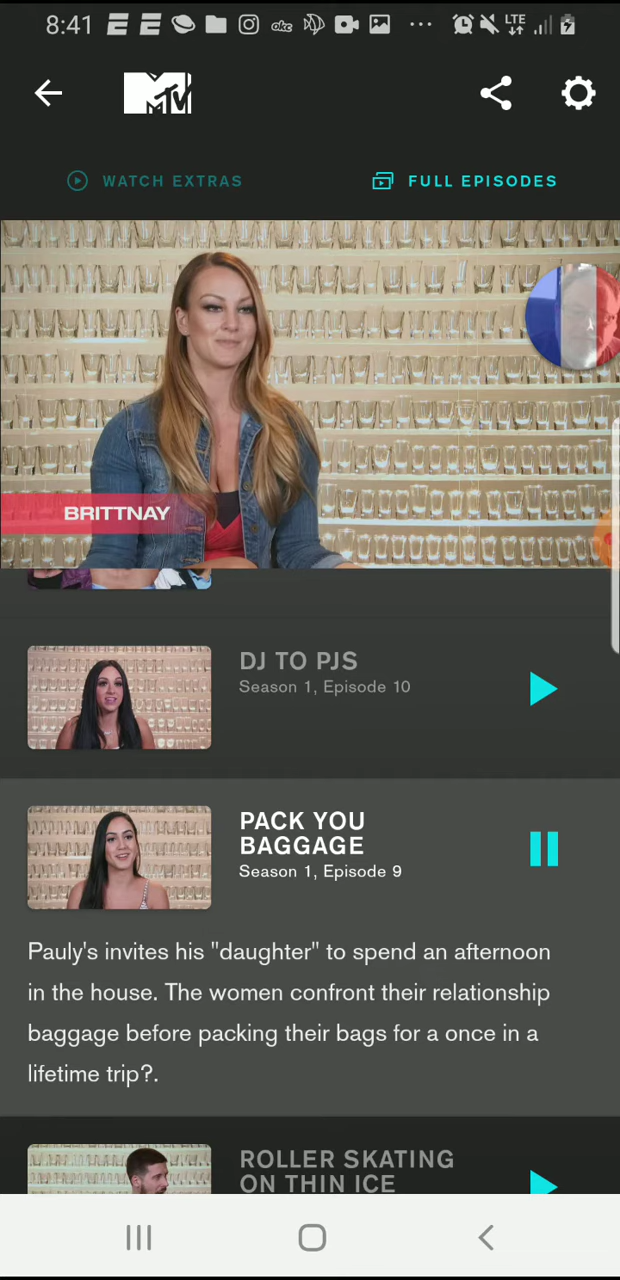 8:41
okc
LTE
MTV
WATCH EXTRAS
FULL EPISODES
BRITTNAY
DJ TO PJS
Season 1, Episode 10
PACK YOU
BAGGAGE
Season 1, Episode 9
Pauly's invites his "daughter" to spend an afternoon
in the house. The women confront their relationship
baggage before packing their bags for a once in a
lifetime trip?.
ROLLER SKATING
ON THIN ICE